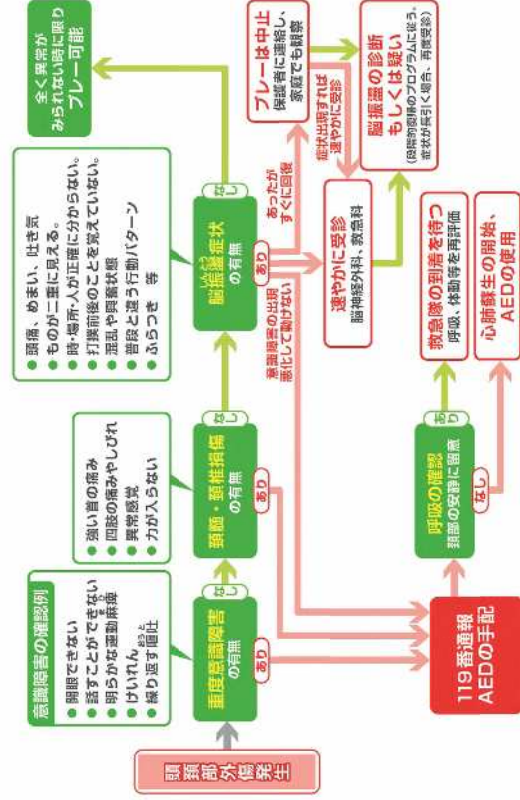 頭頸部外傷発生
意識障害の確認例
● 開眼できない
● 話すことができない
● 明らかな運動麻痺
● けいれん
● 繰り返す嘔吐
おうと
重度意識障害
の有無
あり
なし
● 強い首の痛み
● 四肢の痛みやしびれ
● 異常感覚
● 力が入らない
頚髄・頚椎損傷
の有無
あり
なし
● 頭痛、めまい、吐き気
● ものが二重に見える。
● 時・場所・人が正確に分からない。
● 打撲前後のことを覚えていない。
● 混乱や興奮状態
● 普段と違う行動パターン
● ふらつき 等
脳振盪症状
の有無
あり
なし
全く異常が
みられない時に限り
プレー可能
意識障害の出現
悪化して動けない
あったが
すぐに回復
プレーは中止
保護者に連絡し、
家庭でも観察
症状出現すれば
速やかに受診
速やかに受診
脳神経外科、救急科
脳振盪の診断
もしくは疑い
(段階的復帰のプログラムに従う。
症状が長引く場合、再度受診)
119番通報
AEDの手配
呼吸の確認
頚部の安静に留意
あり
なし
救急隊の到着を待つ
呼吸、体動等を再評価
心肺蘇生の開始、
AEDの使用